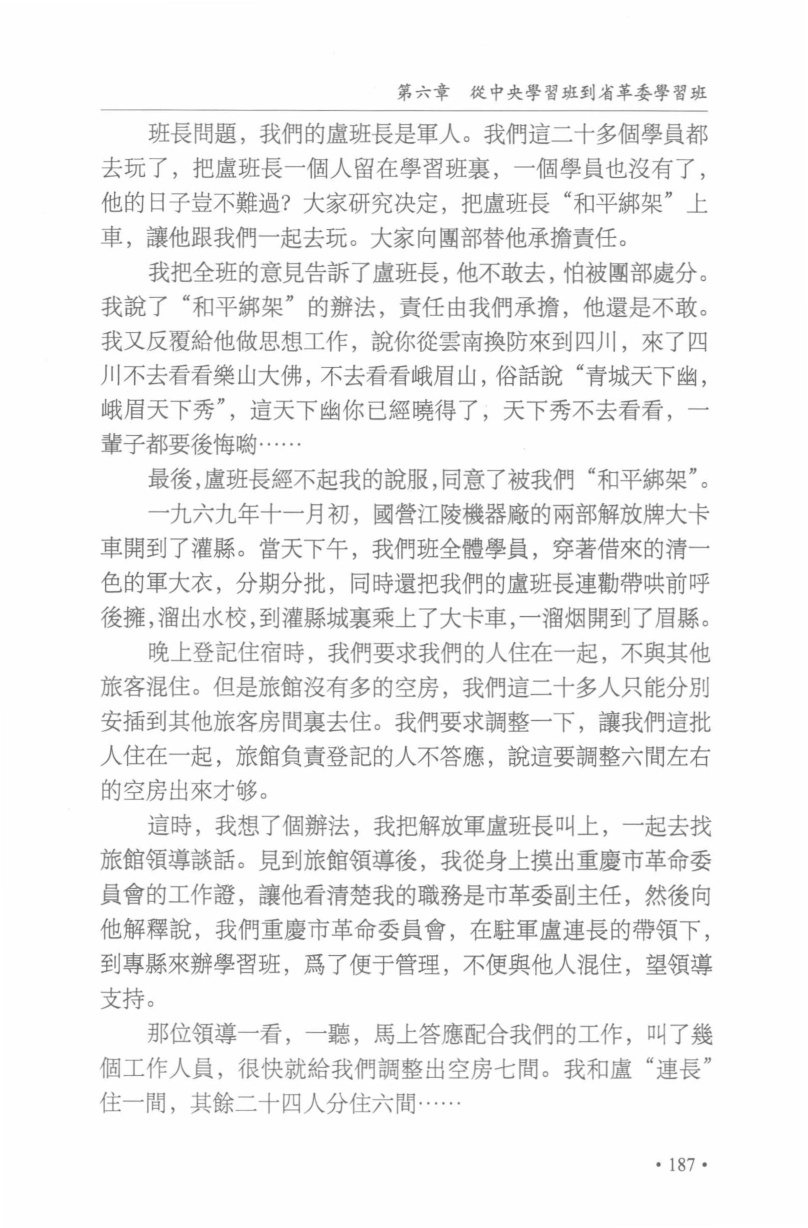 第六章　從中央學習班到省革委學習班
班長問題，我們的盧班長是軍人。我們這二十多個學員都
去玩了，把盧班長一個人留在學習班裏，一個學員也沒有了，
他的日子豈不難過？大家研究決定，把盧班長“和平綁架”上
車，讓他跟我們一起去玩。大家向團部替他承擔責任。
我把全班的意見告訴了盧班長，他不敢去，怕被團部處分。
我說了“和平綁架”的辦法，責任由我們承擔，他還是不敢。
我又反覆給他做思想工作，說你從雲南換防來到四川，來了四
川不去看看樂山大佛，不去看看峨眉山，俗話說“青城天下幽，
峨眉天下秀”，這天下幽你已經曉得了，天下秀不去看看，一
輩子都要後悔喲……
最後，盧班長經不起我的說服，同意了被我們“和平綁架”。
一九六九年十一月初，國營江陵機器廠的兩部解放牌大卡
車開到了灌縣。當天下午，我們班全體學員，穿著借來的清一
色的軍大衣，分期分批，同時還把我們的盧班長連勸帶哄前呼
後擁，溜出水校，到灌縣城裏乘上了大卡車，一溜烟開到了眉縣。
晚上登記住宿時，我們要求我們的人住在一起，不與其他
旅客混住。但是旅館沒有多的空房，我們這二十多人只能分別
安插到其他旅客房間裏去住。我們要求調整一下，讓我們這批
人住在一起，旅館負責登記的人不答應，說這要調整六間左右
的空房出來才够。
這時，我想了個辦法，我把解放軍盧班長叫上，一起去找
旅館領導談話。見到旅館領導後，我從身上摸出重慶市革命委
員會的工作證，讓他看清楚我的職務是市革委副主任，然後向
他解釋說，我們重慶市革命委員會，在駐軍盧連長的帶領下，
到專縣來辦學習班，爲了便于管理，不便與他人混住，望領導
支持。
那位領導一看，一聽，馬上答應配合我們的工作，叫了幾
個工作人員，很快就給我們調整出空房七間。我和盧“連長”
住一間，其餘二十四人分住六間……
·187·